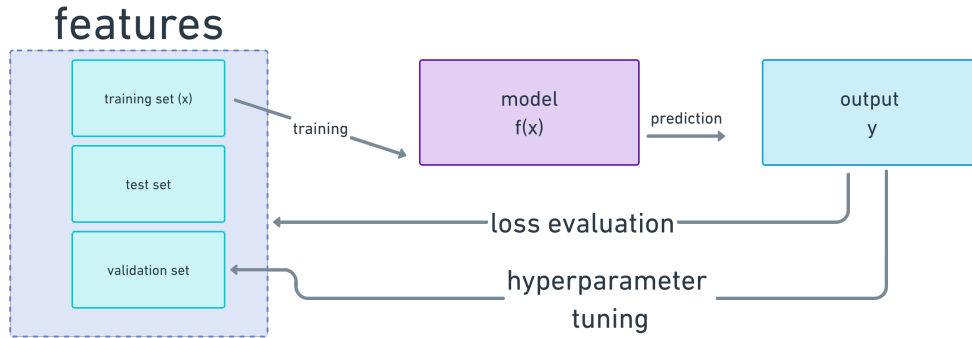 features
training set (x)
test set
validation set
training
model
f(x)
prediction
output
y
loss evaluation
hyperparameter
tuning